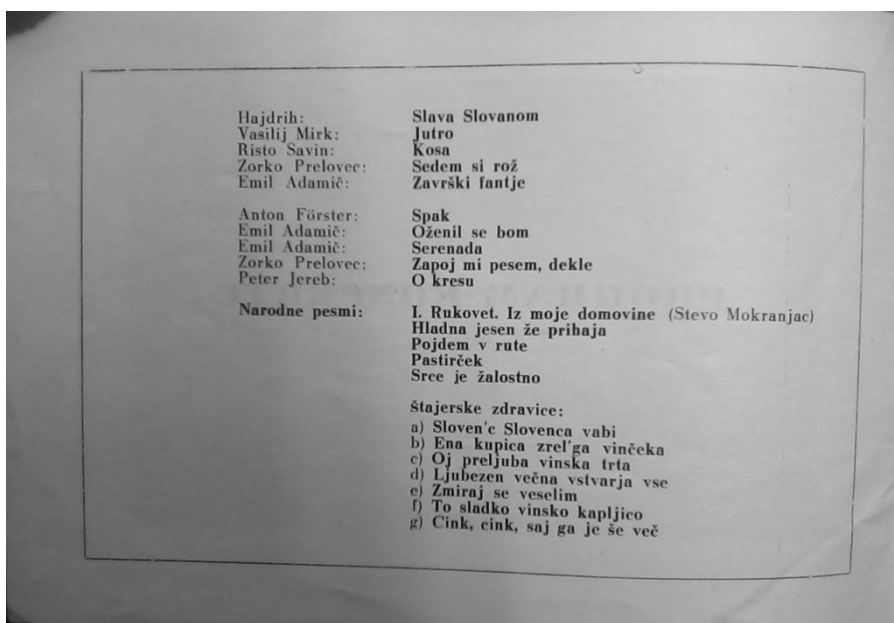 Hajdrih: Slava Slovanom
Vasilij Mirk: Jutro
Risto Savin: Kosa
Zorko Prelovec: Sedem si rož
Emil Adamič: Završki fantje
Anton Förster: Spak
Emil Adamič: Oženil se bom
Emil Adamič: Serenada
Zorko Prelovec: Zapoj mi pesem, dekle
Peter Jereb: O kresu
Narodne pesmi: I. Rukovet. Iz moje domovine (Stevo Mokranjac)
Hladna jesen že prihaja
Pojdem v rute
Pastirček
Srce je žalostno
Štajerske zdravice:
a) Sloven'c Slovenca vabi
b) Ena kupica zrel'ga vinčeka
c) Oj preljuba vinska trta
d) Ljubezen večna vstvarja vse
e) Zmiraj se veselim
f) To sladko vinsko kapljico
g) Cink, cink, saj ga je še več